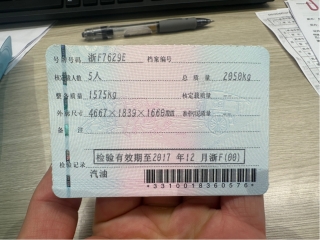 号牌号码 浙F7629E 档案编号
核定载人数 5人 总质量 2050kg
整备质量 1575kg 核定载质量 --
外廓尺寸 4667×1839×1668mm 准牵引总质量 --
备注
检验有效期至2017 年12 月浙F(00)
检验记录
汽油
*3310018360576*